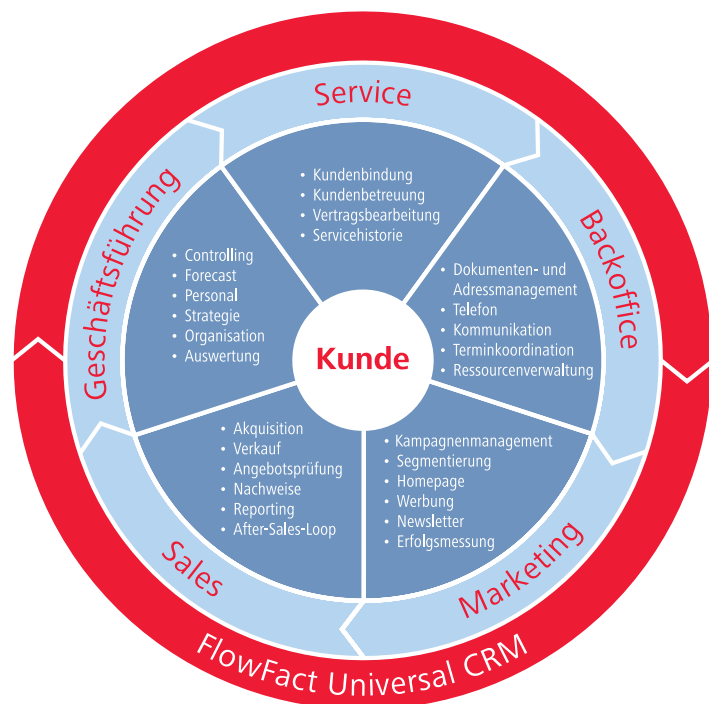 Service
• Kundenbindung
• Kundenbetreuung
• Vertragsbearbeitung
• Servicehistorie
Backoffice
• Dokumenten- und
Adressmanagement
• Telefon
• Kommunikation
• Terminkoordination
• Ressourcenverwaltung
Marketing
• Kampagnenmanagement
• Segmentierung
• Homepage
• Werbung
• Newsletter
• Erfolgsmessung
Sales
• Akquisition
• Verkauf
• Angebotsprüfung
• Nachweise
• Reporting
• After-Sales-Loop
Geschäftsführung
• Controlling
• Forecast
• Personal
• Strategie
• Organisation
• Auswertung
Kunde
FlowFact Universal CRM